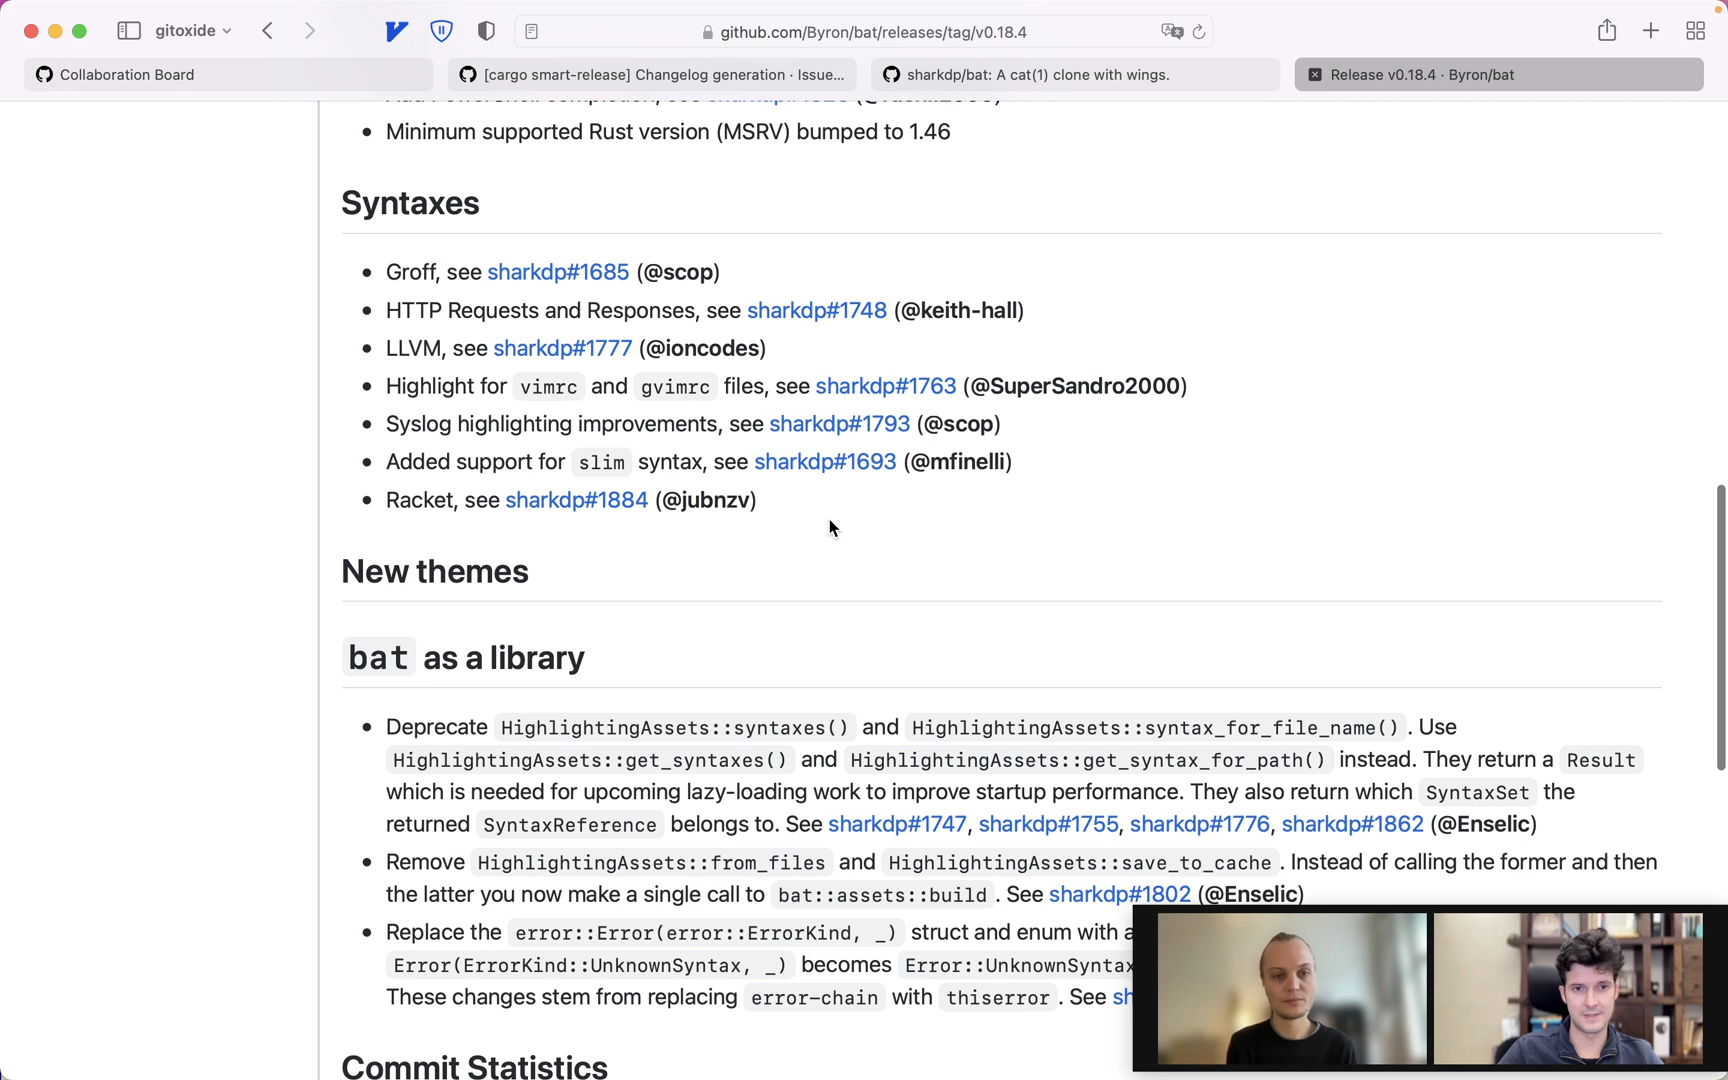 gitoxide
github.com/Byron/bat/releases/tag/v0.18.4
Collaboration Board
[cargo smart-release] Changelog generation · Issue...
sharkdp/bat: A cat(1) clone with wings.
Release v0.18.4 · Byron/bat
Minimum supported Rust version (MSRV) bumped to 1.46
Syntaxes
Groff, see sharkdp#1685 (@scop)
HTTP Requests and Responses, see sharkdp#1748 (@keith-hall)
LLVM, see sharkdp#1777 (@ioncodes)
Highlight for vimrc and gvimrc files, see sharkdp#1763 (@SuperSandro2000)
Syslog highlighting improvements, see sharkdp#1793 (@scop)
Added support for slim syntax, see sharkdp#1693 (@mfinelli)
Racket, see sharkdp#1884 (@jubnzv)
New themes
bat as a library
Deprecate HighlightingAssets::syntaxes() and HighlightingAssets::syntax_for_file_name(). Use
HighlightingAssets::get_syntaxes() and HighlightingAssets::get_syntax_for_path() instead. They return a Result
which is needed for upcoming lazy-loading work to improve startup performance. They also return which SyntaxSet the
returned SyntaxReference belongs to. See sharkdp#1747, sharkdp#1755, sharkdp#1776, sharkdp#1862 (@Enselic)
Remove HighlightingAssets::from_files and HighlightingAssets::save_to_cache. Instead of calling the former and then
the latter you now make a single call to bat::assets::build. See sharkdp#1802 (@Enselic)
Replace the error::Error(error::ErrorKind, _) struct and enum with a
Error(ErrorKind::UnknownSyntax, _) becomes Error::UnknownSyntax
These changes stem from replacing error-chain with thiserror. See sh
Commit Statistics